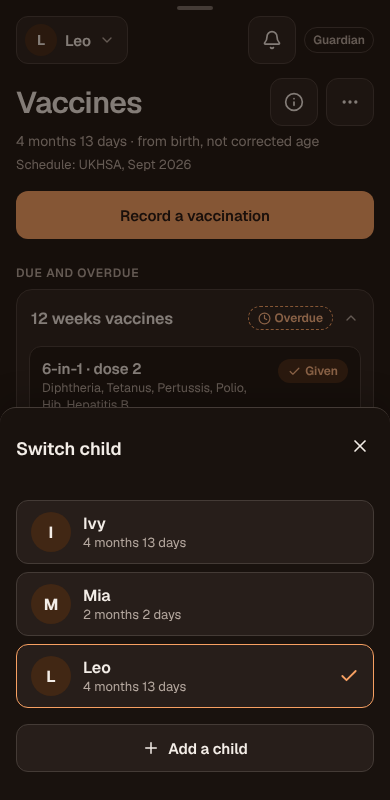 L Leo
Guardian
Vaccines
4 months 13 days · from birth, not corrected age
Schedule: UKHSA, Sept 2026
Record a vaccination
DUE AND OVERDUE
12 weeks vaccines
Overdue
6-in-1 · dose 2
Given
Diphtheria, Tetanus, Pertussis, Polio,
Hib, Hepatitis B
Switch child
I
Ivy
4 months 13 days
M
Mia
2 months 2 days
L
Leo
4 months 13 days
Add a child